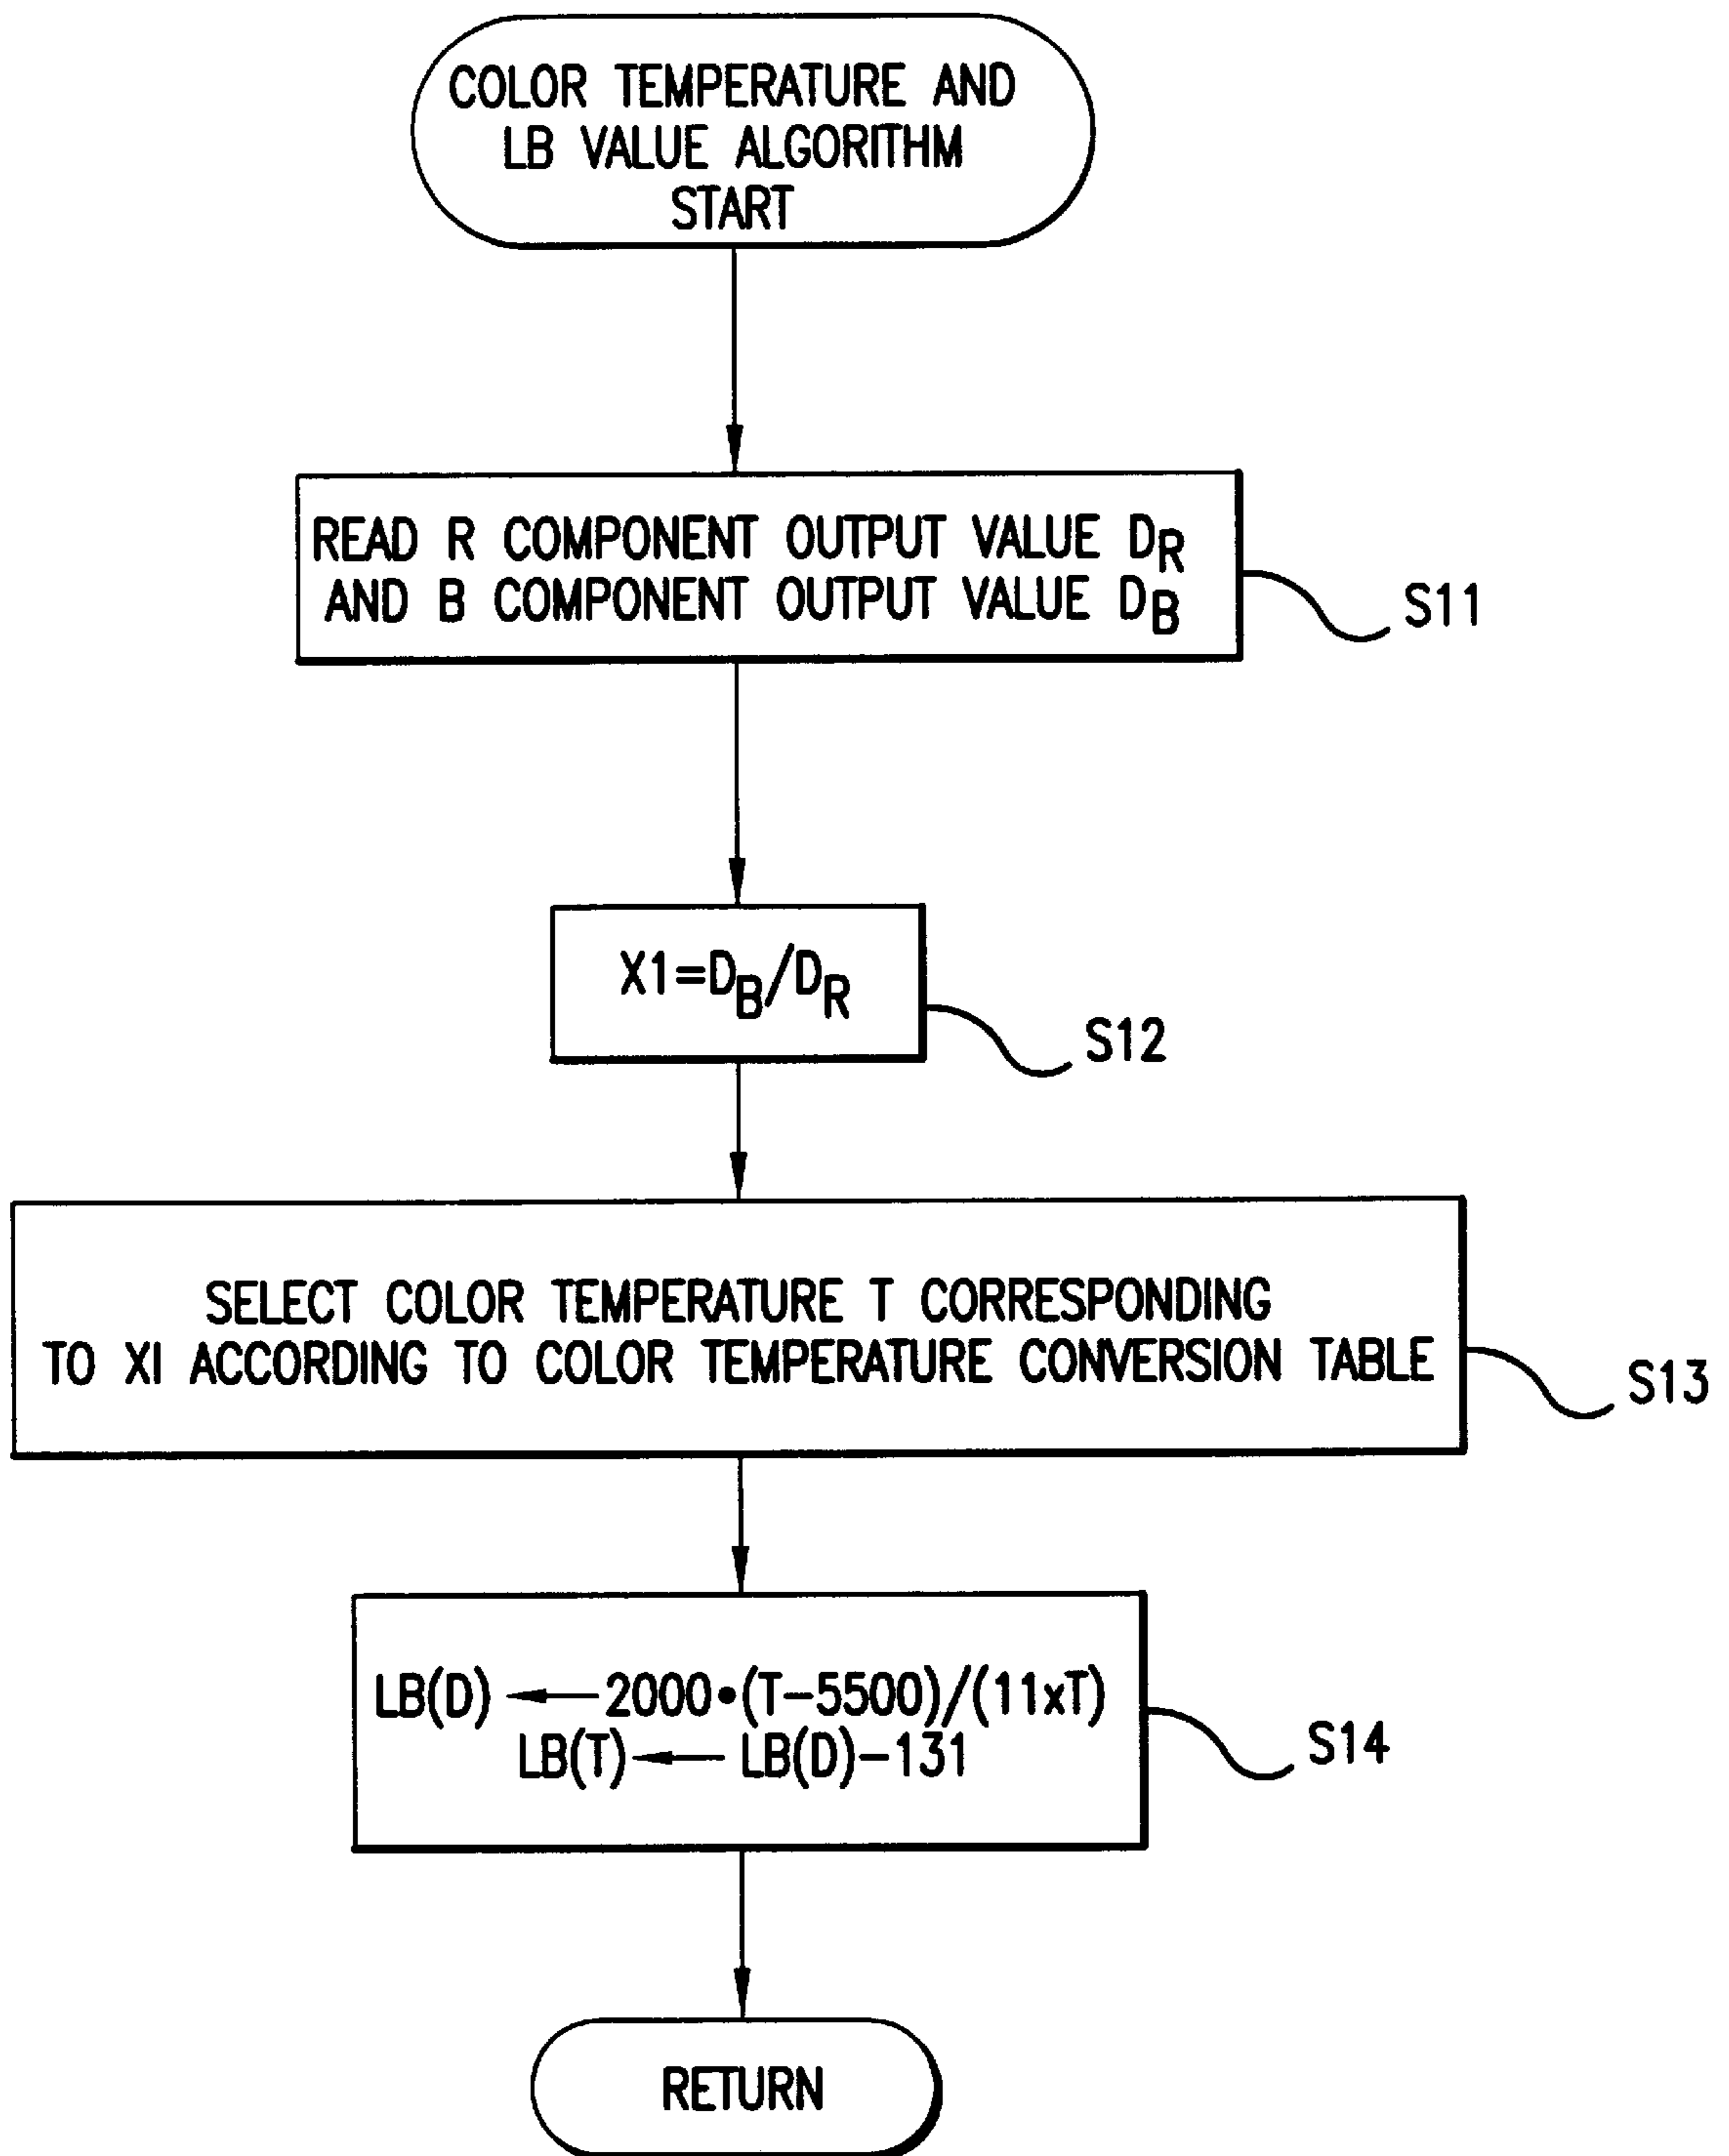 COLOR TEMPERATURE AND
LB VALUE ALGORITHM
START
READ R COMPONENT OUTPUT VALUE DR
AND B COMPONENT OUTPUT VALUE DB
S11
X1=DB/DR
S12
SELECT COLOR TEMPERATURE T CORRESPONDING
TO XI ACCORDING TO COLOR TEMPERATURE CONVERSION TABLE
S13
LB(D) ← 2000•(T-5500)/(11xT)
LB(T) ← LB(D)-131
S14
RETURN